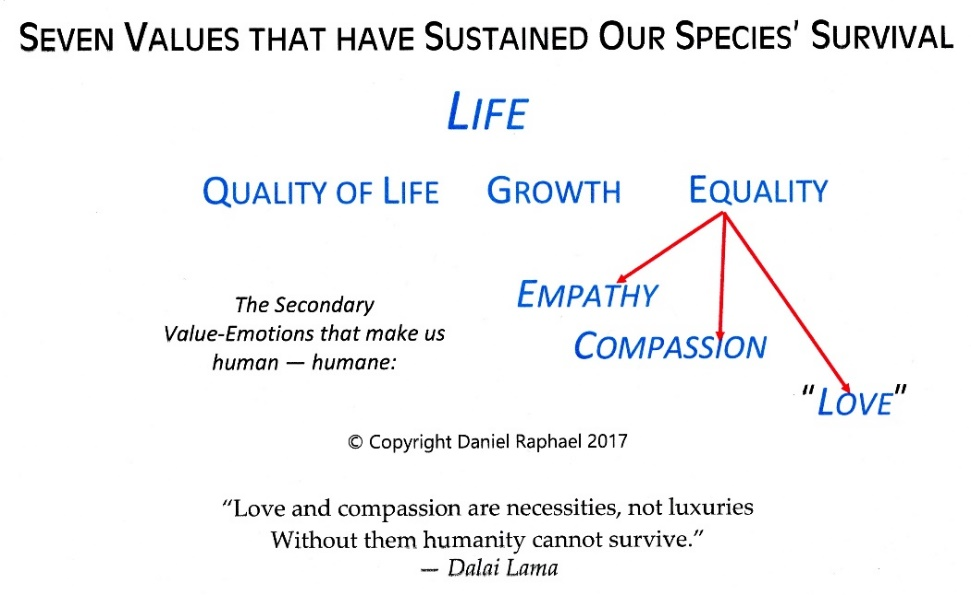 SEVEN VALUES THAT HAVE SUSTAINED OUR SPECIES' SURVIVAL
LIFE
QUALITY OF LIFE GROWTH EQUALITY
EMPATHY
The Secondary
Value-Emotions that make us
human — humane:
COMPASSION
"LOVE"
© Copyright Daniel Raphael 2017
"Love and compassion are necessities, not luxuries
Without them humanity cannot survive."
— Dalai Lama